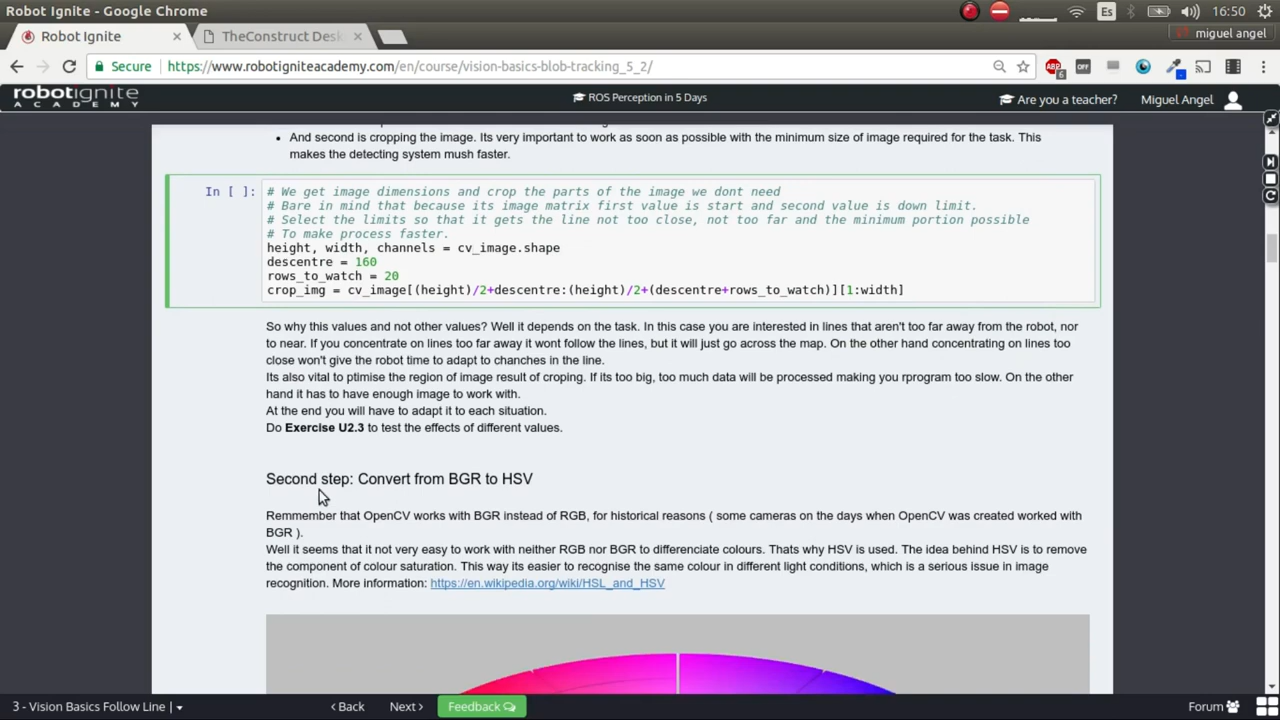 Robot Ignite - Google Chrome
Es
16:50
Robot Ignite
TheConstruct Desk
miguel angel
Secure
https://www.robotigniteacademy.com/en/course/vision-basics-blob-tracking_5_2/
ABP
6
OFF
robotignite
ACADEMY
ROS Perception in 5 Days
Are you a teacher?
Miguel Angel
And second is cropping the image. Its very important to work as soon as possible with the minimum size of image required for the task. This
makes the detecting system mush faster.
In [ ]:
# We get image dimensions and crop the parts of the image we dont need
# Bare in mind that because its image matrix first value is start and second value is down limit.
# Select the limits so that it gets the line not too close, not too far and the minimum portion possible
# To make process faster.
height, width, channels = cv_image.shape
descentre = 160
rows_to_watch = 20
crop_img = cv_image[(height)/2+descentre:(height)/2+(descentre+rows_to_watch)][1:width]
So why this values and not other values? Well it depends on the task. In this case you are interested in lines that aren't too far away from the robot, nor
to near. If you concentrate on lines too far away it wont follow the lines, but it will just go across the map. On the other hand concentrating on lines too
close won't give the robot time to adapt to chanches in the line.
Its also vital to ptimise the region of image result of croping. If its too big, too much data will be processed making you rprogram too slow. On the other
hand it has to have enough image to work with.
At the end you will have to adapt it to each situation.
Do Exercise U2.3 to test the effects of different values.
Second step: Convert from BGR to HSV
Remmember that OpenCV works with BGR instead of RGB, for historical reasons ( some cameras on the days when OpenCV was created worked with
BGR ).
Well it seems that it not very easy to work with neither RGB nor BGR to differenciate colours. Thats why HSV is used. The idea behind HSV is to remove
the component of colour saturation. This way its easier to recognise the same colour in different light conditions, which is a serious issue in image
recognition. More information: https://en.wikipedia.org/wiki/HSL_and_HSV
3 - Vision Basics Follow Line |
Back
Next
Feedback
Forum